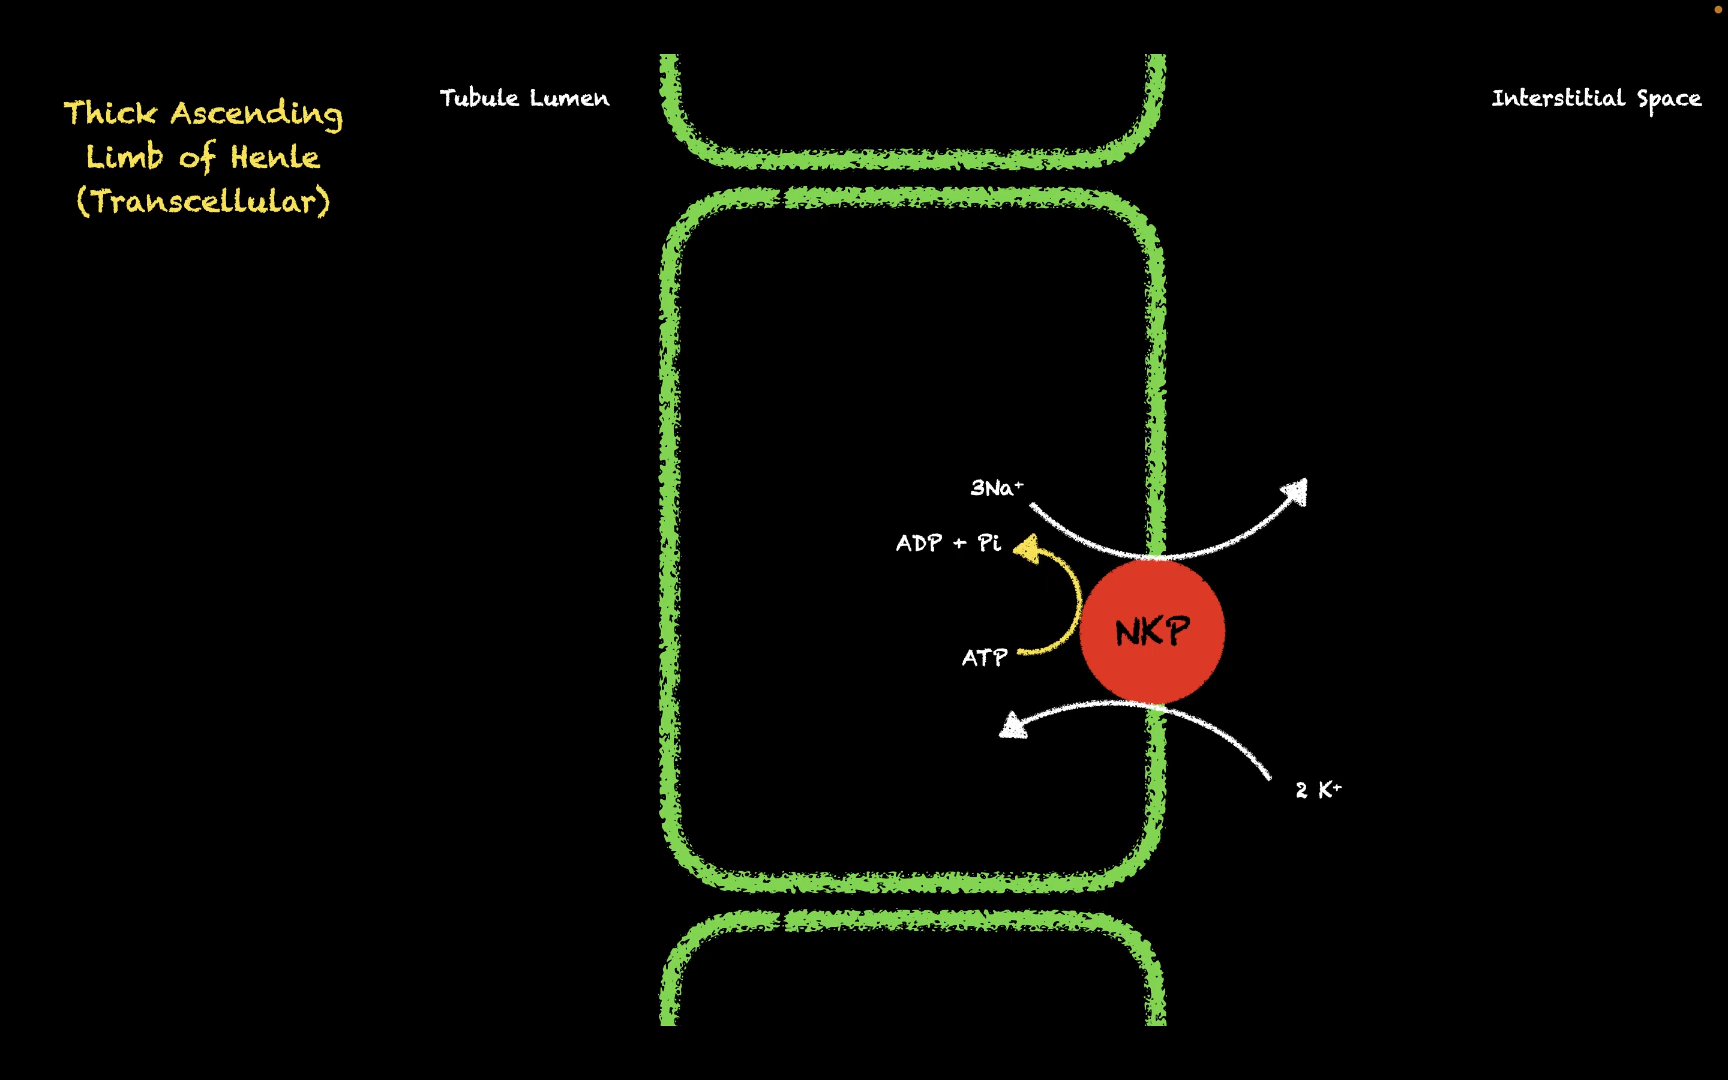 Thick Ascending
Limb of Henle
(Transcellular)
Tubule Lumen
Interstitial Space
3Na⁺
ADP + Pi
NKP
ATP
2 K⁺